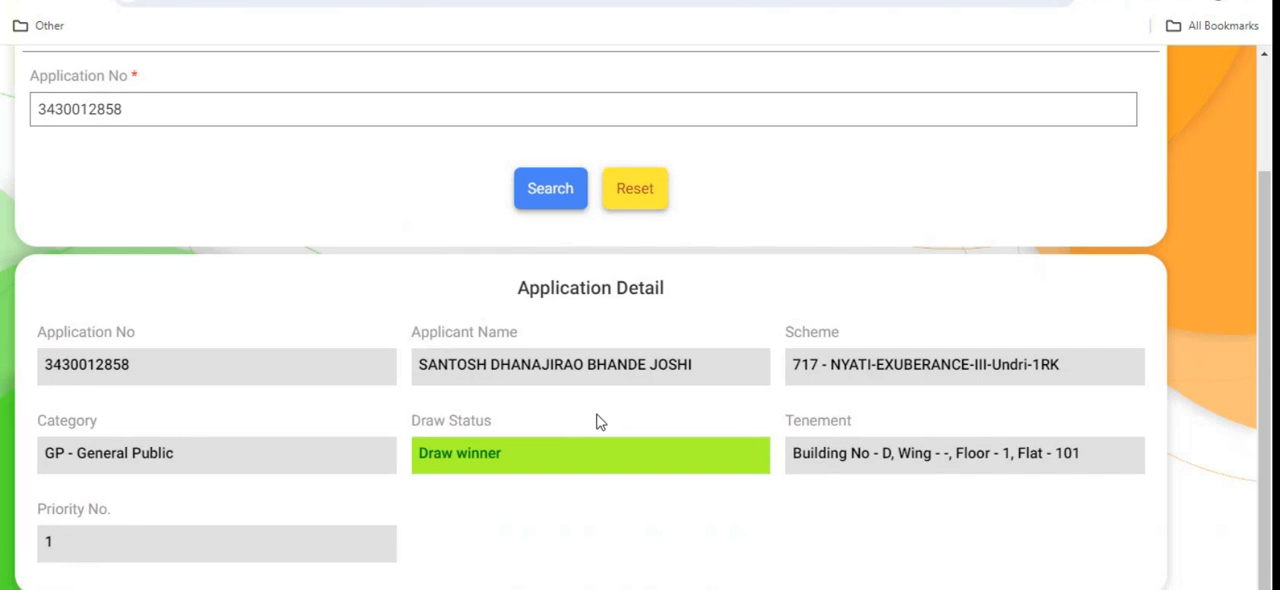 Other
All Bookmarks
Application No *
3430012858
Search Reset
Application Detail
Application No Applicant Name Scheme
3430012858 SANTOSH DHANAJIRAO BHANDE JOSHI 717 - NYATI-EXUBERANCE-III-Undri-1RK
Category Draw Status Tenement
GP - General Public Draw winner Building No - D, Wing - -, Floor - 1, Flat - 101
Priority No.
1